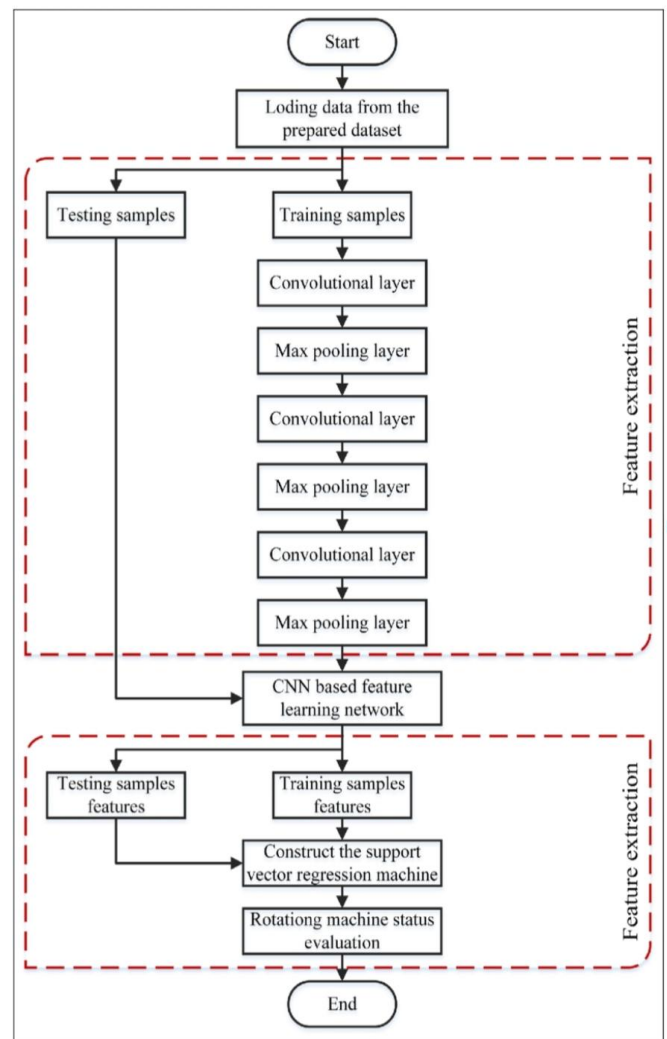 Start
Loding data from the
prepared dataset
Testing samples
Training samples
Convolutional layer
Max pooling layer
Convolutional layer
Max pooling layer
Convolutional layer
Max pooling layer
Feature extraction
CNN based feature
learning network
Testing samples
features
Training samples
features
Construct the support
vector regression machine
Rotationg machine status
evaluation
Feature extraction
End